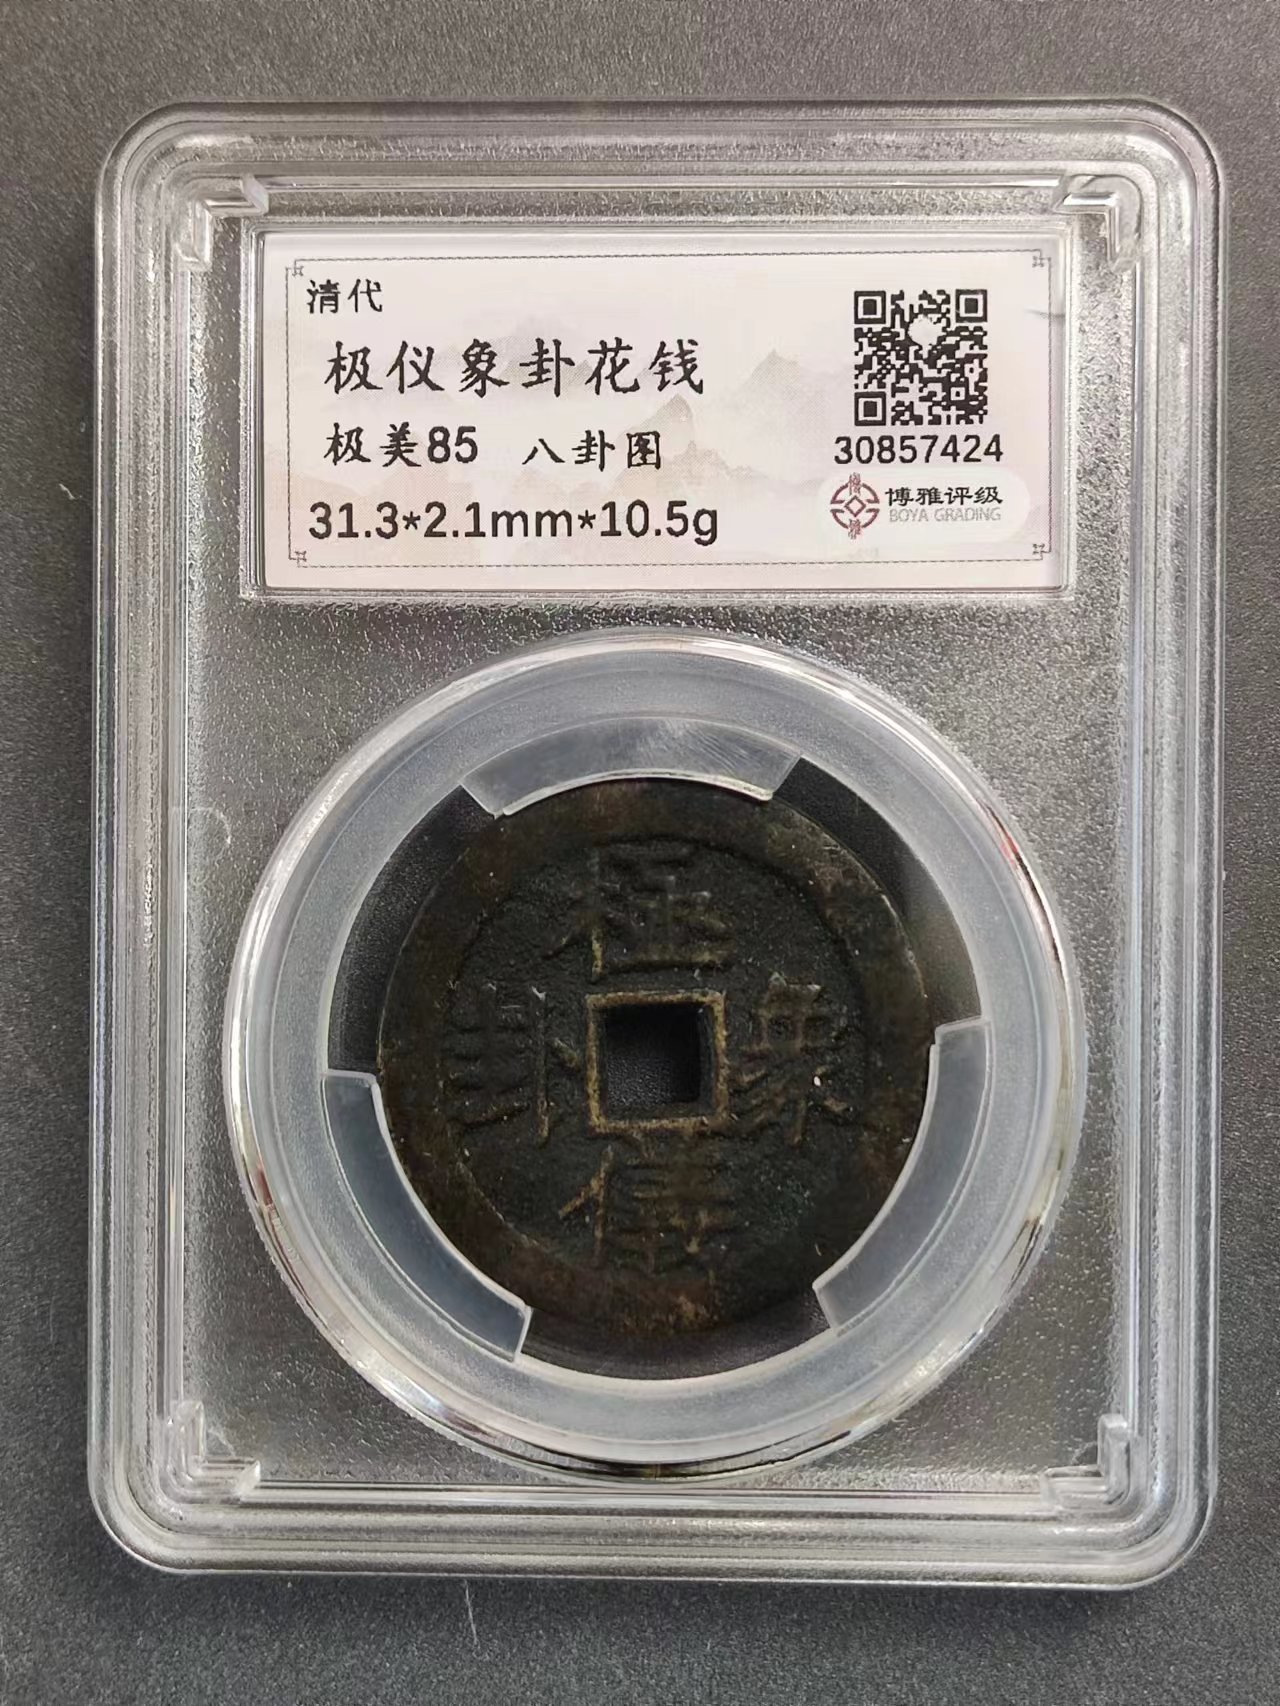 清代
极仪象卦花钱
极美85 八卦图
31.3*2.1mm*10.5g
30857424
博雅评级
BOYA GRADING
極
卦 象
儀